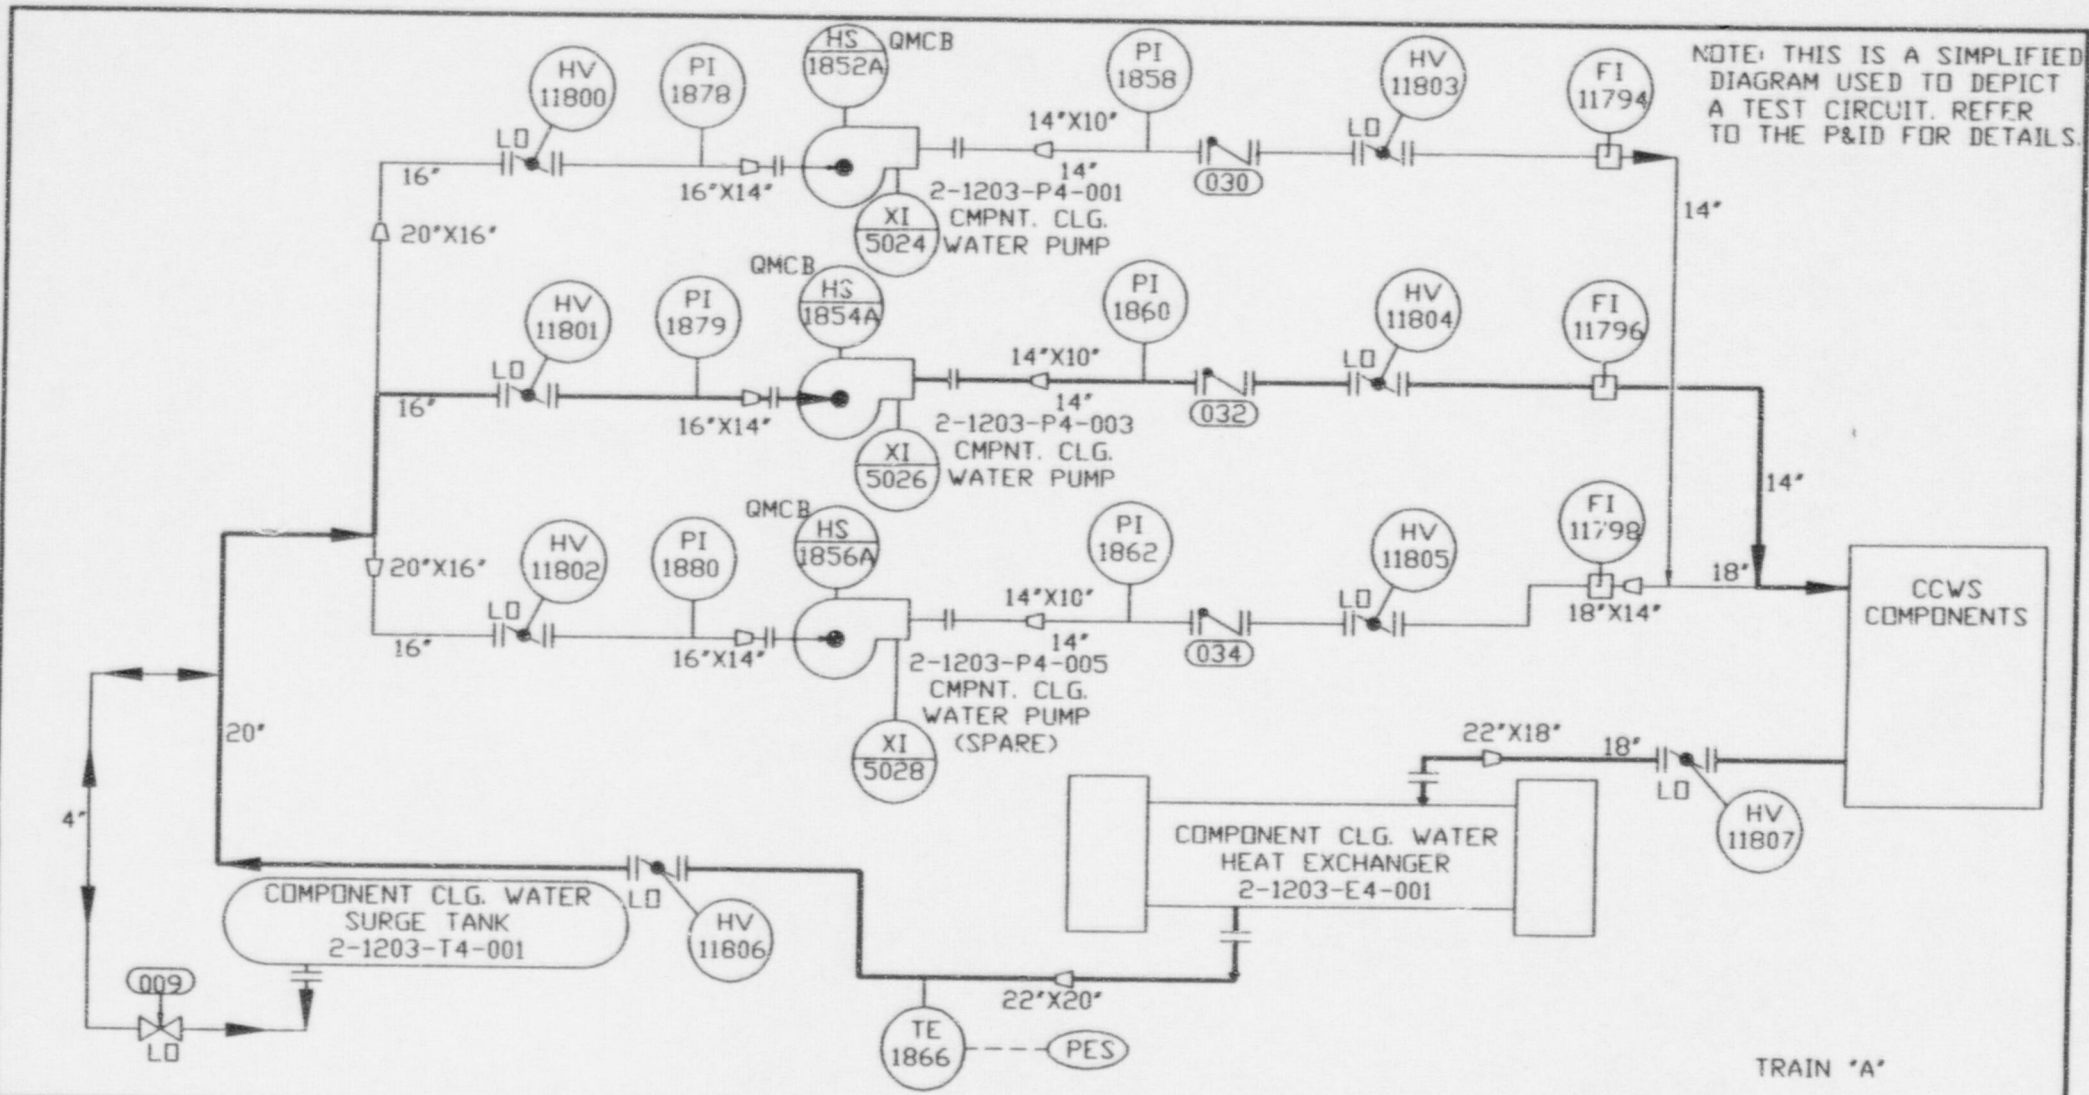 NOTE: THIS IS A SIMPLIFIED
DIAGRAM USED TO DEPICT
A TEST CIRCUIT. REFER
TO THE P&ID FOR DETAILS.
HV
11800
LO
PI
1878
HS
1852A
QMCB
PI
1858
HV
11803
LO
FI
11794
16"
16"X14"
14"X10"
14"
030
2-1203-P4-001
CMPNT. CLG.
WATER PUMP
XI
5024
20"X16"
14"
HV
11801
LO
PI
1879
QMCB
HS
1854A
PI
1860
HV
11804
LO
FI
11796
16"
16"X14"
14"X10"
14"
032
2-1203-P4-003
CMPNT. CLG.
WATER PUMP
XI
5026
14"
20"X16"
HV
11802
LO
PI
1880
QMCB
HS
1856A
PI
1862
HV
11805
LO
FI
11798
16"
16"X14"
14"X10"
14"
034
18"X14"
18"
2-1203-P4-005
CMPNT. CLG.
WATER PUMP
(SPARE)
XI
5028
CCWS
COMPONENTS
20"
4"
22"X18"
18"
LO
HV
11807
COMPONENT CLG. WATER
HEAT EXCHANGER
2-1203-E4-001
COMPONENT CLG. WATER
SURGE TANK
2-1203-T4-001
LO
HV
11806
009
LO
22"X20"
TE
1866
PES
TRAIN "A"